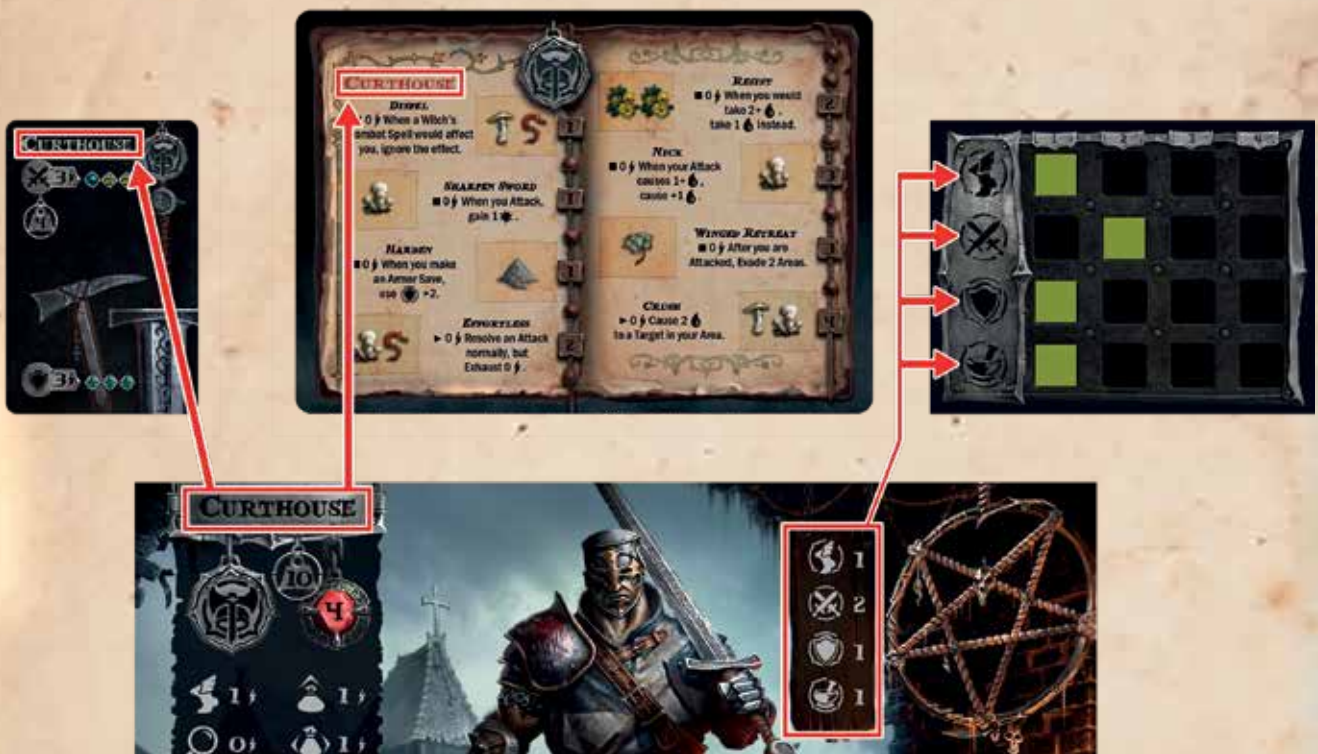 CURTHOUSE
3
1
3
CURTHOUSE
DISPEL
0 When a Witch's
Combat Spell would affect
you, ignore the effect.
1
SHARPEN SWORD
■ 0 When you Attack,
gain 1 .
1
HARDEN
■ 0 When you make
an Armor Save,
use +2.
1
EFFORTLESS
► 0 Resolve an Attack
normally, but
Exhaust 0 .
2
RESIST
■ 0 When you would
take 2+ ,
take 1 instead.
2
NICK
■ 0 When your Attack
causes 1+ ,
cause +1 .
3
WINGED RETREAT
■ 0 After you are
Attacked, Evade 2 Areas.
CRUSH
► 0 Cause 2
to a Target in your Area.
4
1 2 3 4
CURTHOUSE
10
4
1 1
0 1
1
2
1
1